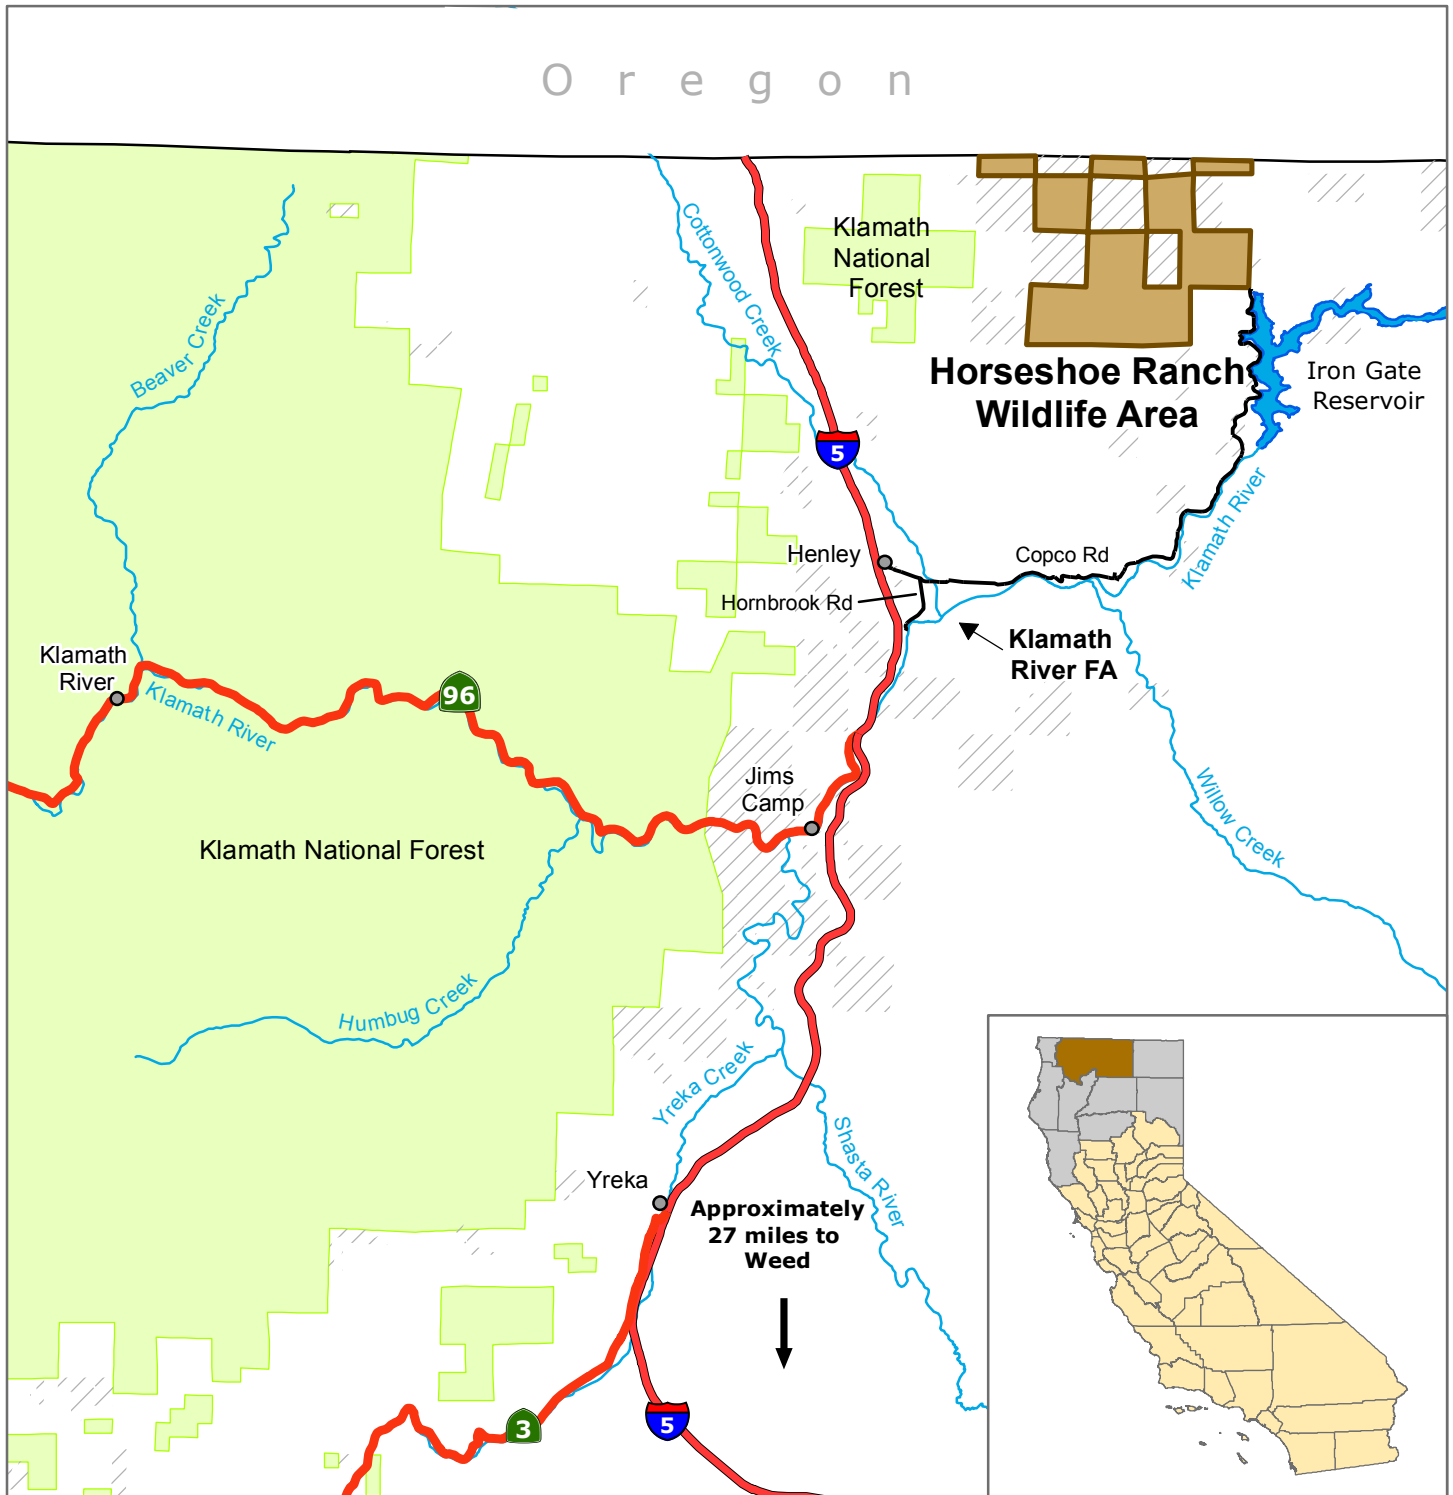 Oregon
Cottonwood Creek
Klamath
National
Forest
Beaver Creek
Horseshoe Ranch
Wildlife Area
Iron Gate
Reservoir
5
Klamath River
Henley
Copco Rd
Hornbrook Rd
Klamath
River FA
Klamath
River
Klamath River
96
Jims
Camp
Willow Creek
Klamath National Forest
Humbug Creek
Yreka Creek
Shasta River
Yreka
Approximately
27 miles to
Weed
3
5